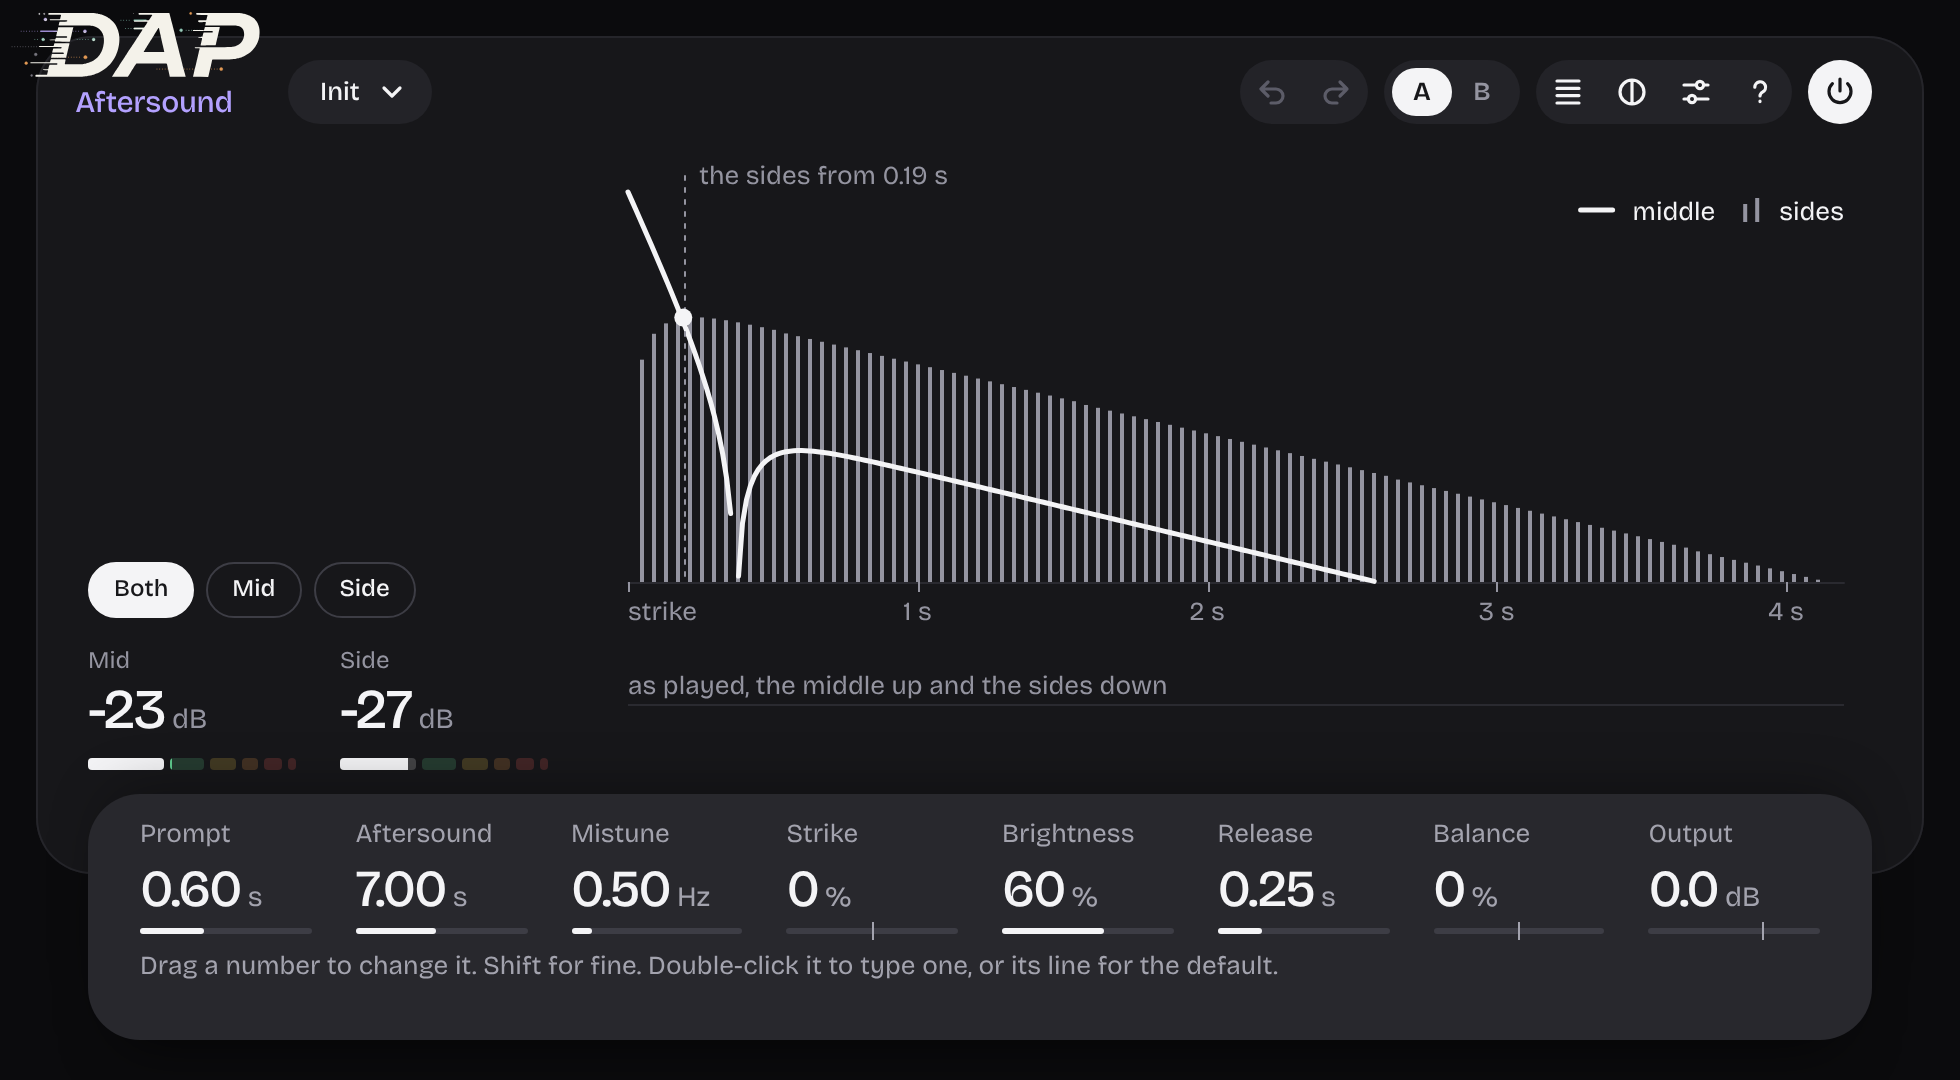 DAP
Aftersound
Init
A B ?
the sides from 0.19 s
middle sides
strike 1 s 2 s 3 s 4 s
Both Mid Side
Mid Side
-23 dB -27 dB
as played, the middle up and the sides down
Prompt Aftersound Mistune Strike Brightness Release Balance Output
0.60 s 7.00 s 0.50 Hz 0 % 60 % 0.25 s 0 % 0.0 dB
Drag a number to change it. Shift for fine. Double-click it to type one, or its line for the default.